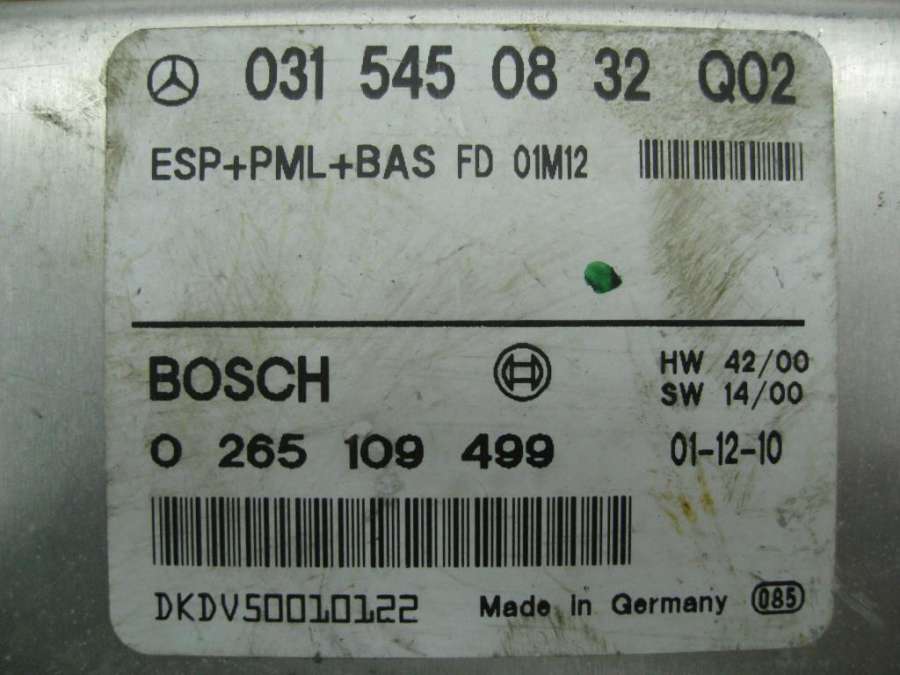 031 545 08 32 Q02
ESP+PML+BAS FD 01M12
BOSCH
HW 42/00
SW 14/00
0 265 109 499
01-12-10
DKDV50010122
Made in Germany 085